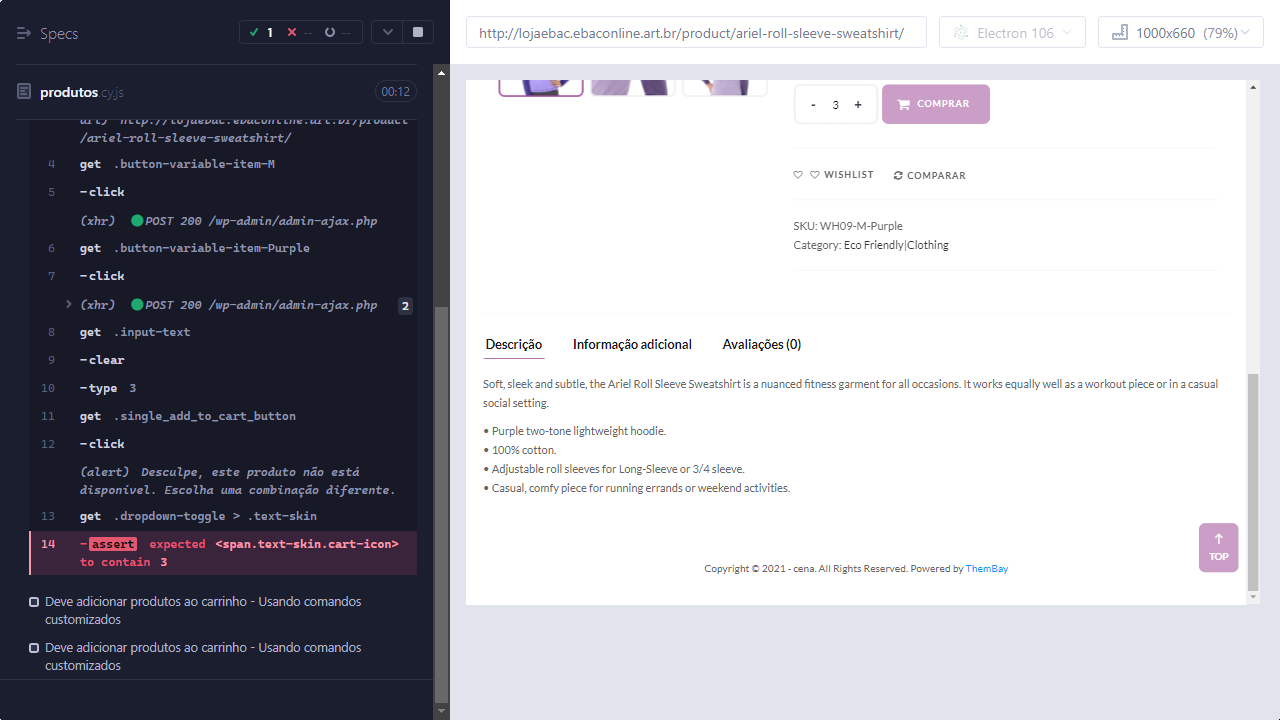 Specs
1
--
--
produtos.cy.js
00:12
url) http://lojaebac.ebaconline.art.br/product
/ariel-roll-sleeve-sweatshirt/
4 get .button-variable-item-M
5 -click
(xhr) POST 200 /wp-admin/admin-ajax.php
6 get .button-variable-item-Purple
7 -click
(xhr) POST 200 /wp-admin/admin-ajax.php 2
8 get .input-text
9 -clear
10 -type 3
11 get .single_add_to_cart_button
12 -click
(alert) Desculpe, este produto não está
disponível. Escolha uma combinação diferente.
13 get .dropdown-toggle > .text-skin
14 -assert expected <span.text-skin.cart-icon>
to contain 3
Deve adicionar produtos ao carrinho - Usando comandos
customizados
Deve adicionar produtos ao carrinho - Usando comandos
customizados
http://lojaebac.ebaconline.art.br/product/ariel-roll-sleeve-sweatshirt/
Electron 106
1000x660 (79%)
- 3 +
COMPRAR
WISHLIST
COMPARAR
SKU: WH09-M-Purple
Category: Eco Friendly|Clothing
Descrição
Informação adicional
Avaliações (0)
Soft, sleek and subtle, the Ariel Roll Sleeve Sweatshirt is a nuanced fitness garment for all occasions. It works equally well as a workout piece or in a casual
social setting.
• Purple two-tone lightweight hoodie.
• 100% cotton.
• Adjustable roll sleeves for Long-Sleeve or 3/4 sleeve.
• Casual, comfy piece for running errands or weekend activities.
TOP
Copyright © 2021 - cena. All Rights Reserved. Powered by ThemBay